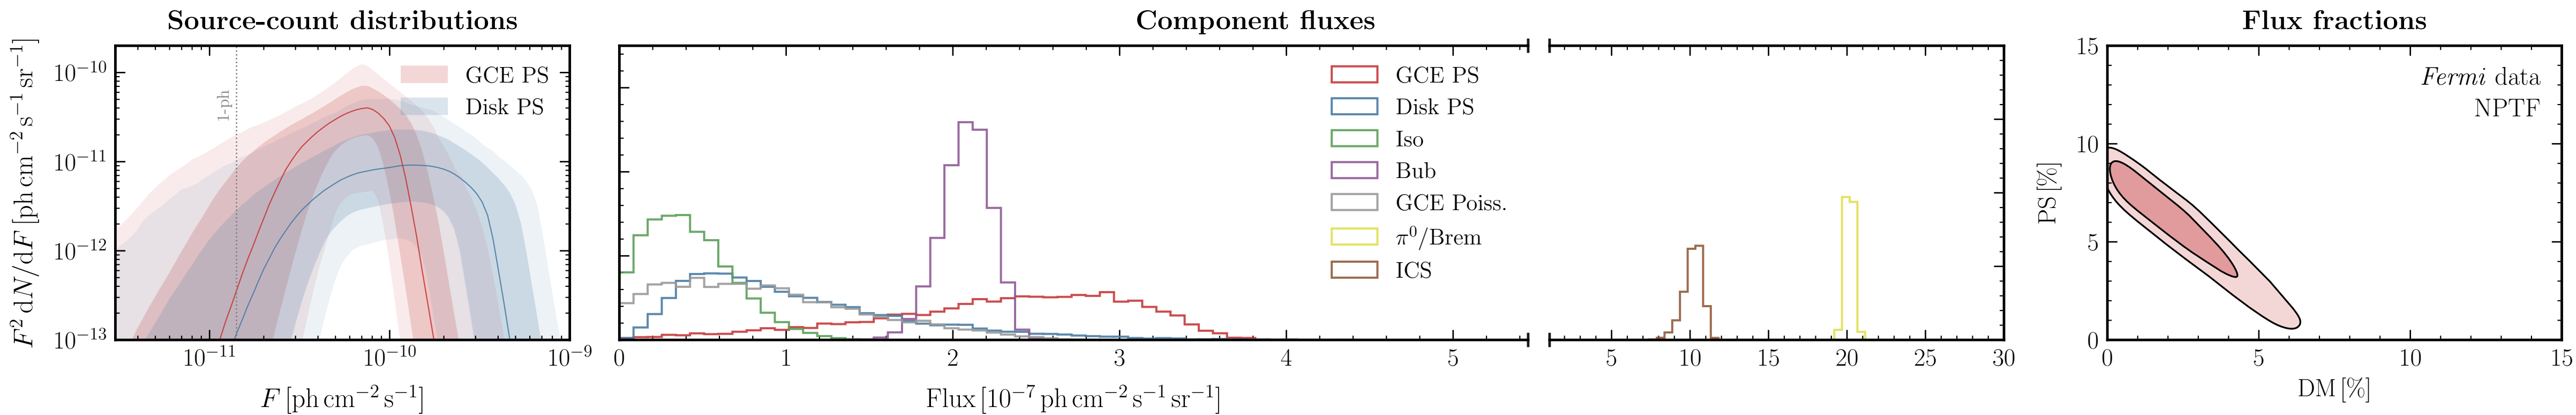 Source-count distributions
F² dN/dF [ph cm⁻² s⁻¹ sr⁻¹]
10⁻¹⁰
10⁻¹¹
10⁻¹²
10⁻¹³
1-ph
GCE PS
Disk PS
10⁻¹¹ 10⁻¹⁰ 10⁻⁹
F [ph cm⁻² s⁻¹]
Component fluxes
GCE PS
Disk PS
Iso
Bub
GCE Poiss.
π⁰/Brem
ICS
0 1 2 3 4 5
5 10 15 20 25 30
Flux [10⁻⁷ ph cm⁻² s⁻¹ sr⁻¹]
Flux fractions
Fermi data
NPTF
PS [%]
15
10
5
0
0 5 10 15
DM [%]